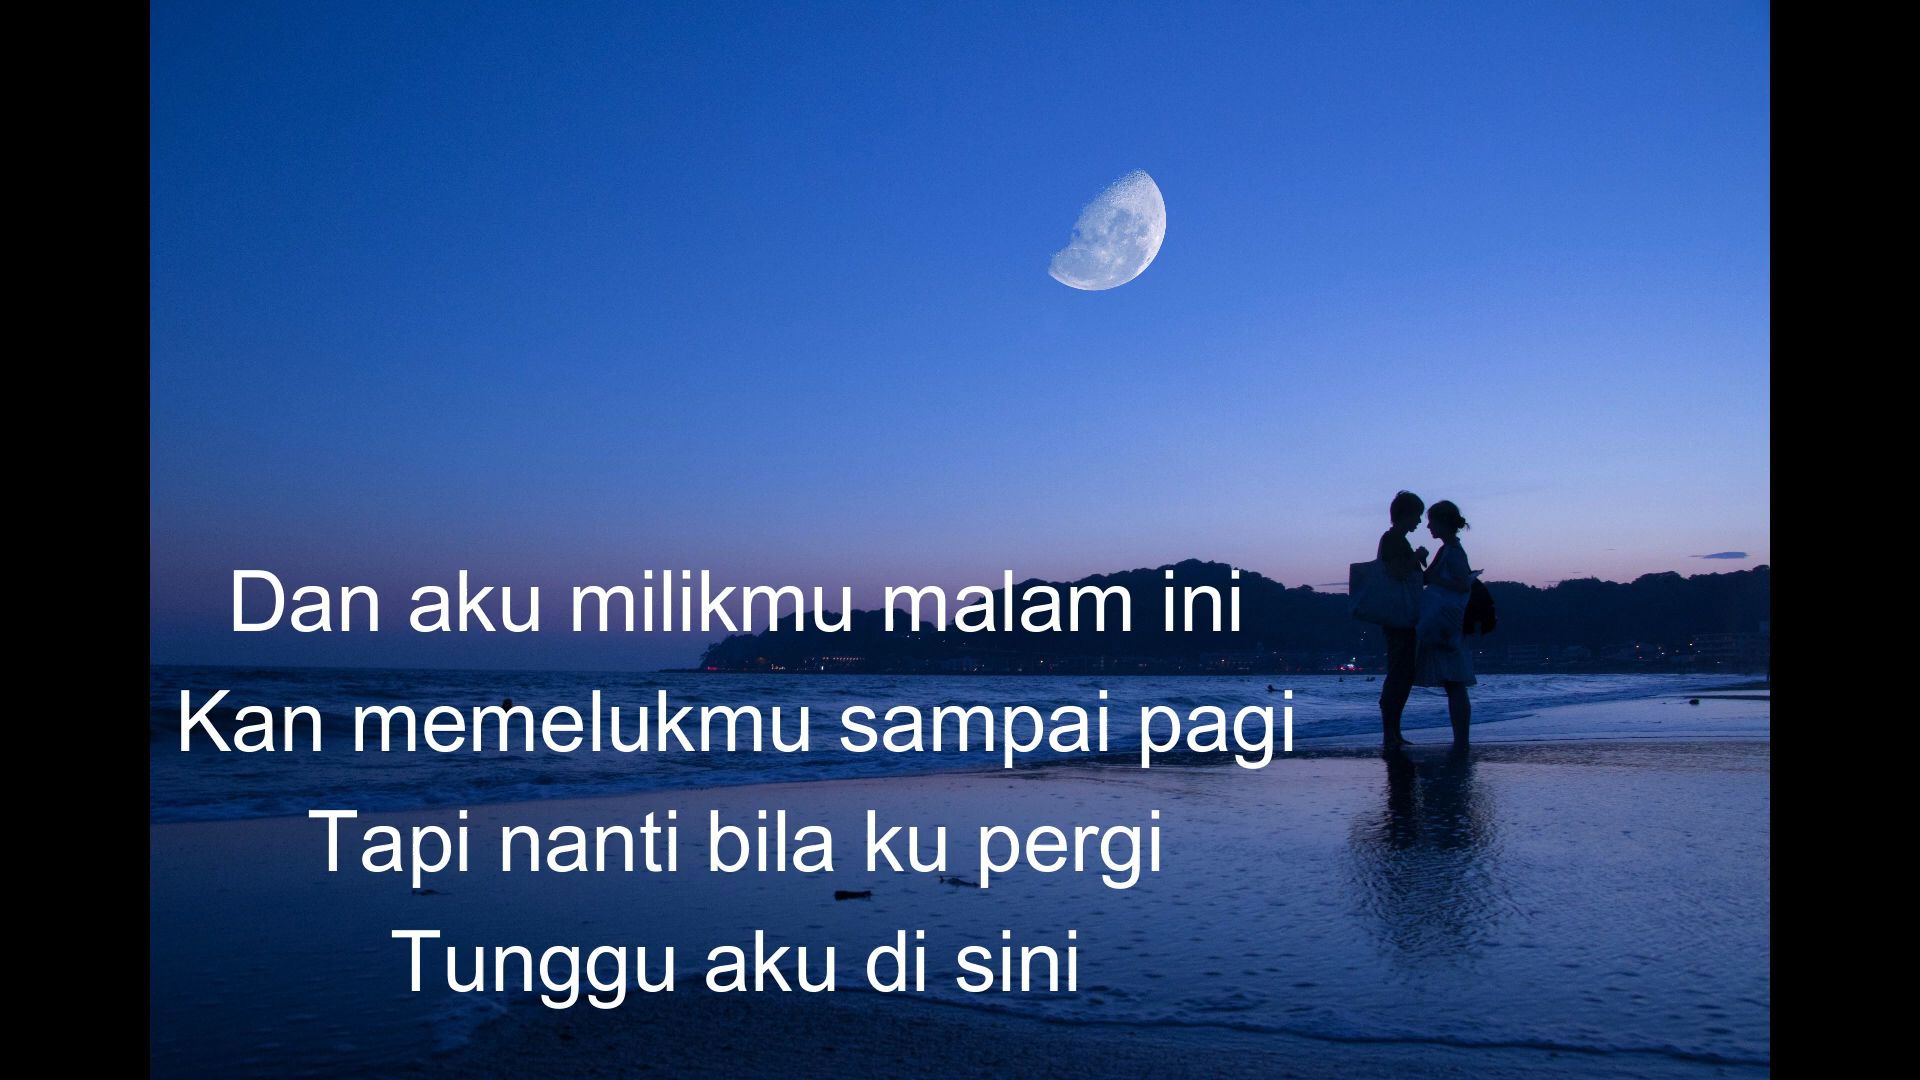 Dan aku milikmu malam ini
Kan memelukmu sampai pagi
Tapi nanti bila ku pergi
Tunggu aku di sini